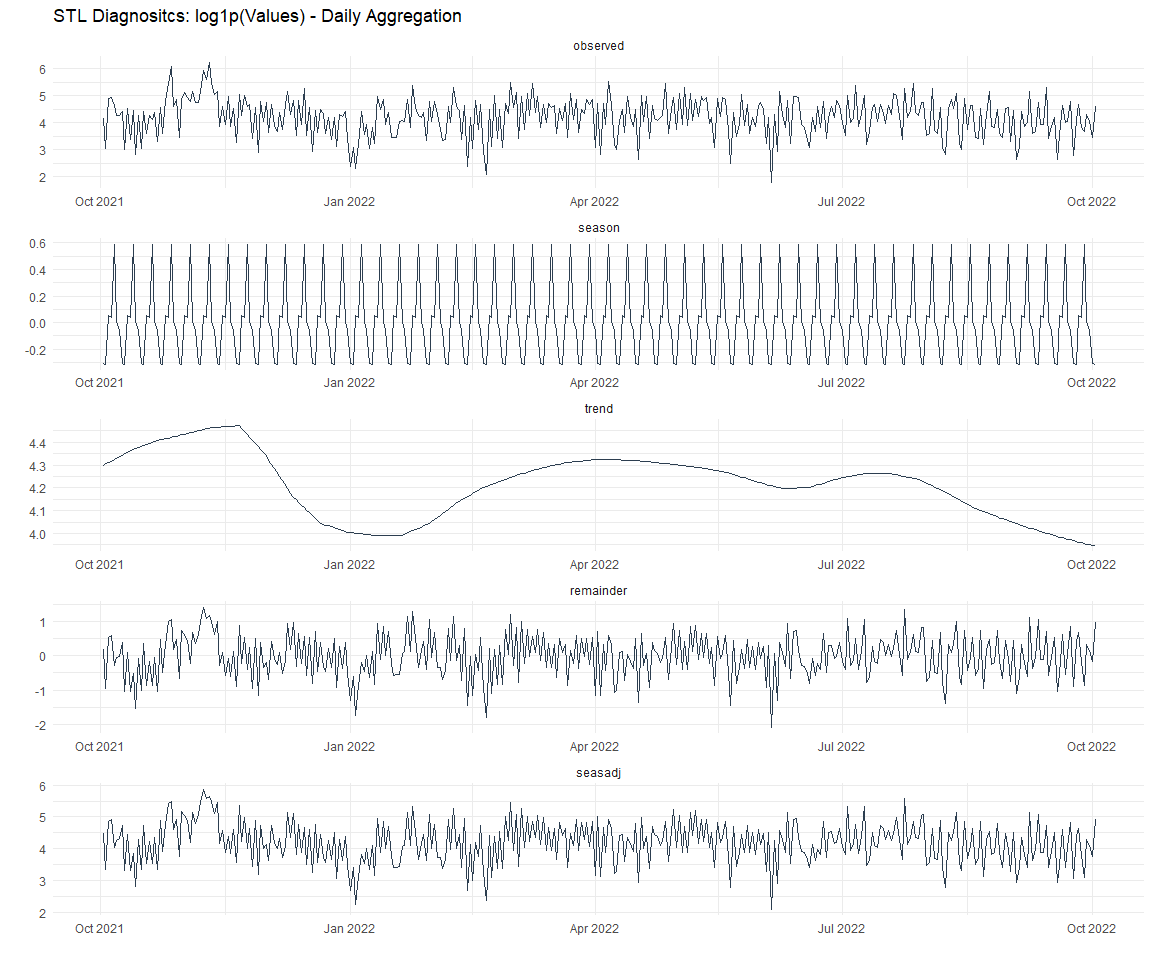 STL Diagnositcs: log1p(Values) - Daily Aggregation
observed
6
5
4
3
2
Oct 2021 Jan 2022 Apr 2022 Jul 2022 Oct 2022
season
0.6
0.4
0.2
0.0
-0.2
Oct 2021 Jan 2022 Apr 2022 Jul 2022 Oct 2022
trend
4.4
4.3
4.2
4.1
4.0
Oct 2021 Jan 2022 Apr 2022 Jul 2022 Oct 2022
remainder
1
0
-1
-2
Oct 2021 Jan 2022 Apr 2022 Jul 2022 Oct 2022
seasadj
6
5
4
3
2
Oct 2021 Jan 2022 Apr 2022 Jul 2022 Oct 2022